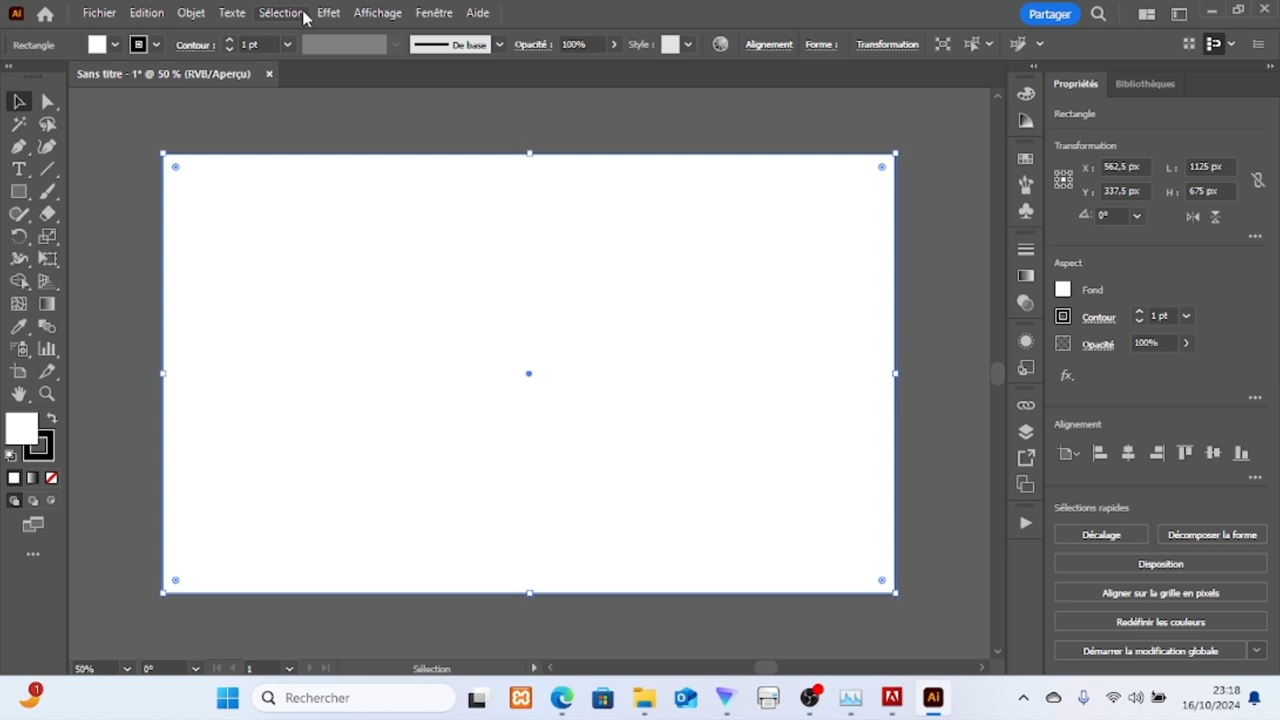 Ai Fichier Edition Objet Texte Sélection Effet Affichage Fenêtre Aide Partager
Rectangle Contour : 1 pt De base Opacité : 100% Style : Alignement Forme : Transformation
Sans titre - 1* @ 50 % (RVB/Aperçu) ×
Propriétés Bibliothèques
Rectangle
Transformation
X : 562,5 px L : 1125 px
Y : 337,5 px H : 675 px
0°
Aspect
Fond
Contour 1 pt
Opacité 100%
fx.
Alignement
Sélections rapides
Décalage Décomposer la forme
Disposition
Aligner sur la grille en pixels
Redéfinir les couleurs
Démarrer la modification globale
50% 0° 1 Sélection
1 Rechercher Ai 23:18
16/10/2024